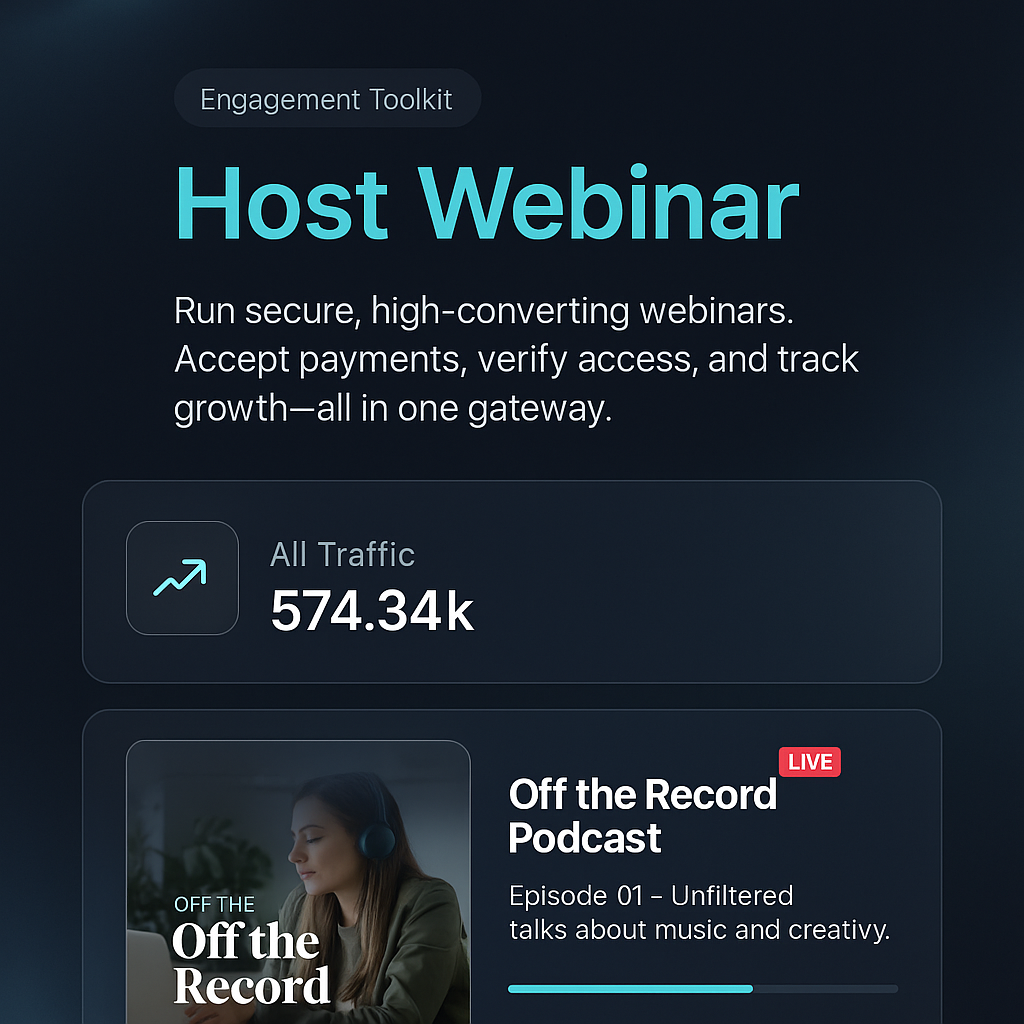 Engagement Toolkit
Host Webinar
Run secure, high-converting webinars.
Accept payments, verify access, and track
growth—all in one gateway.
All Traffic
574.34k
OFF THE
Off the
Record
LIVE
Off the Record
Podcast
Episode 01 – Unfiltered
talks about music and creativy.